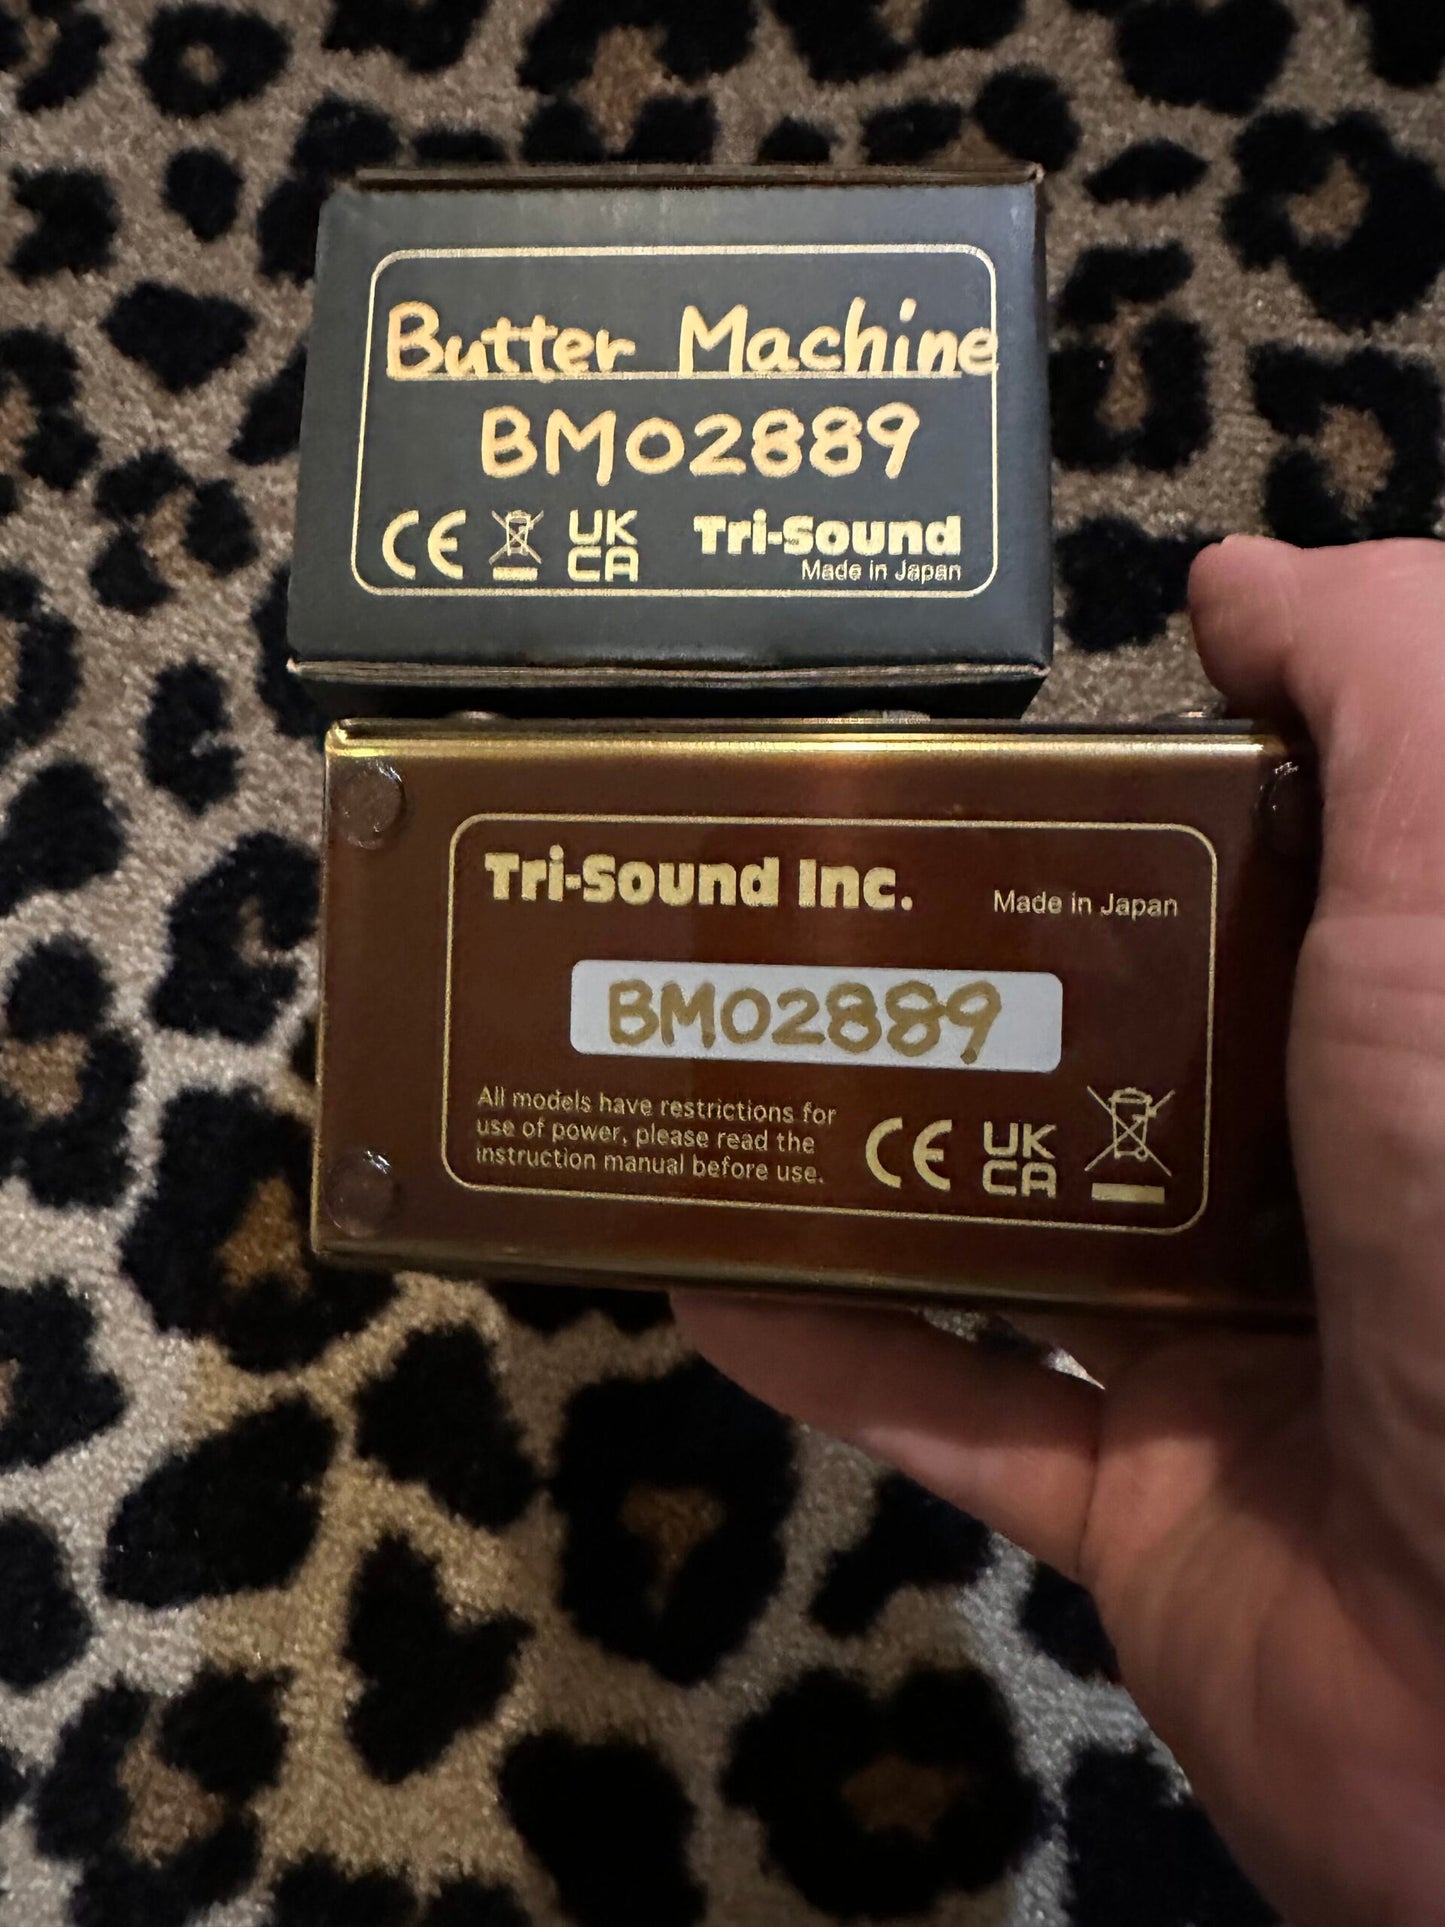 Butter Machine
BM02889
CE UK CA Tri-Sound
Made in Japan
Tri-Sound Inc. Made in Japan
BM02889
All models have restrictions for
use of power, please read the
instruction manual before use.
CE UK CA